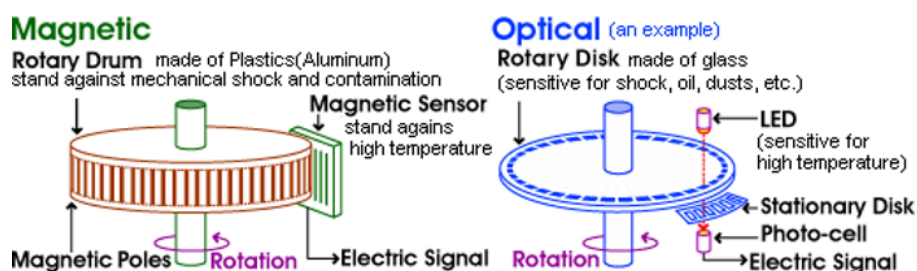 Magnetic
Rotary Drum made of Plastics(Aluminum)
stand against mechanical shock and contamination
Magnetic Sensor
stand agains
high temperature
Magnetic Poles
Rotation
Electric Signal
Optical (an example)
Rotary Disk made of glass
(sensitive for shock, oil, dusts, etc.)
LED
(sensitive for
high temperature)
Stationary Disk
Photo-cell
Rotation
Electric Signal